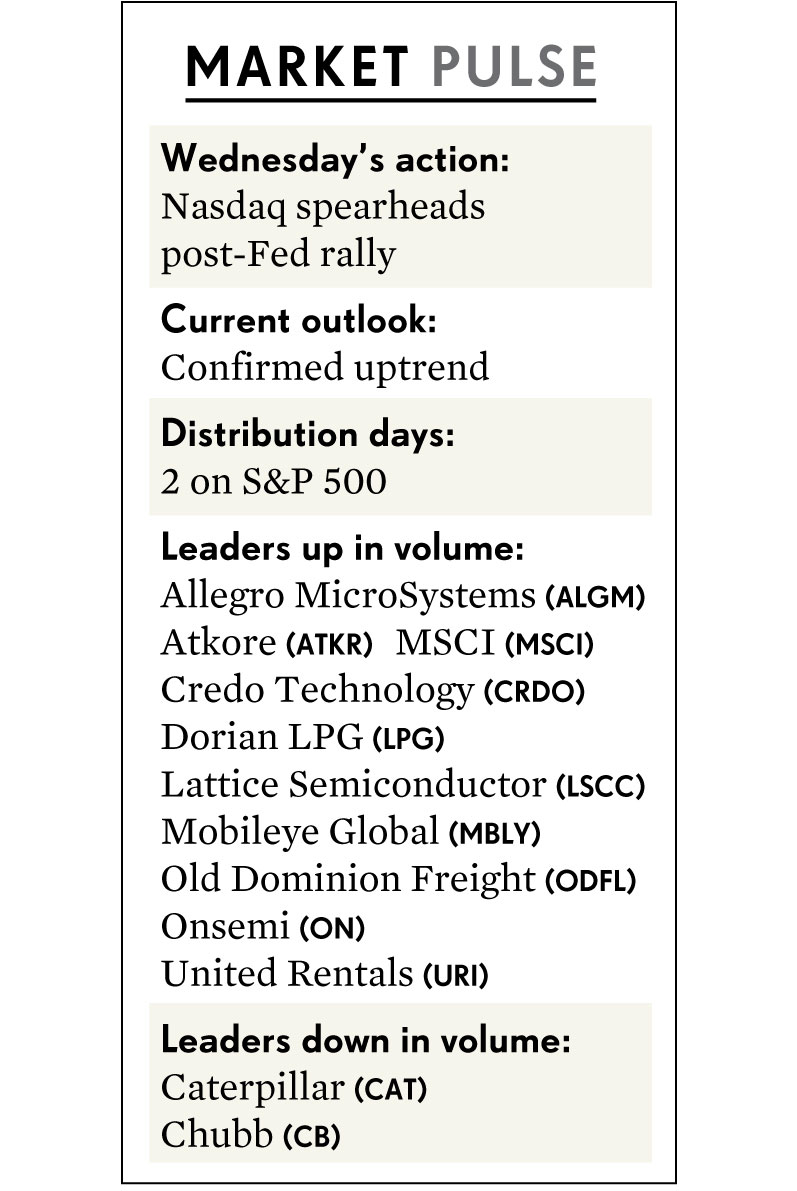 MARKET PULSE
Wednesday’s action:
Nasdaq spearheads
post-Fed rally
Current outlook:
Confirmed uptrend
Distribution days:
2 on S&P 500
Leaders up in volume:
Allegro MicroSystems (ALGM)
Atkore (ATKR) MSCI (MSCI)
Credo Technology (CRDO)
Dorian LPG (LPG)
Lattice Semiconductor (LSCC)
Mobileye Global (MBLY)
Old Dominion Freight (ODFL)
Onsemi (ON)
United Rentals (URI)
Leaders down in volume:
Caterpillar (CAT)
Chubb (CB)